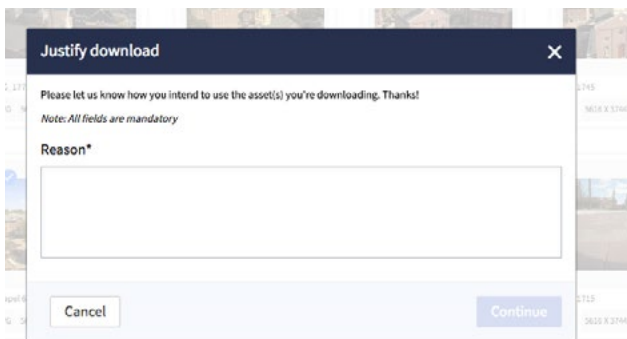 Justify download
Please let us know how you intend to use the asset(s) you're downloading. Thanks!
Note: All fields are mandatory
Reason*
Cancel
Continue